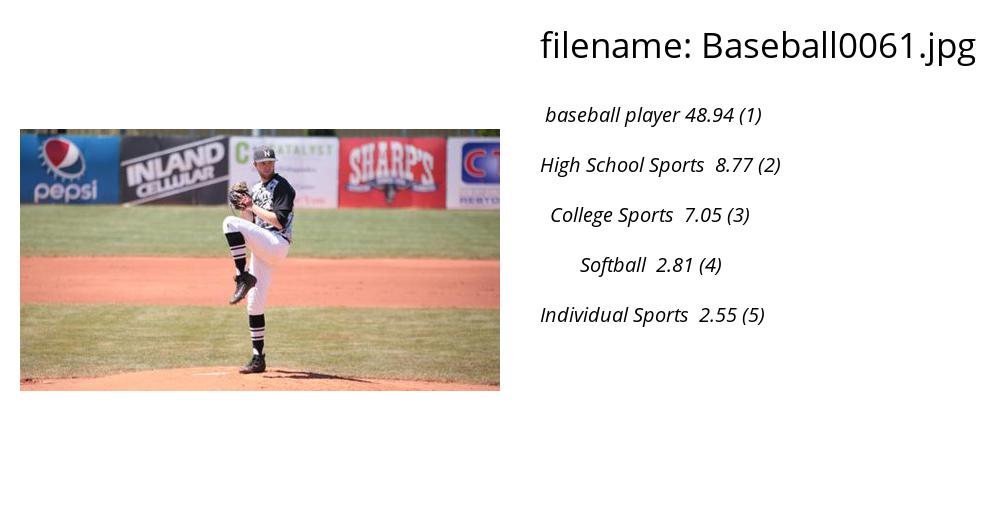 filename: Baseball0061.jpg
baseball player 48.94 (1)
High School Sports 8.77 (2)
College Sports 7.05 (3)
Softball 2.81 (4)
Individual Sports 2.55 (5)
pepsi
INLAND
CELLULAR
CATALYST
SHARP'S
N